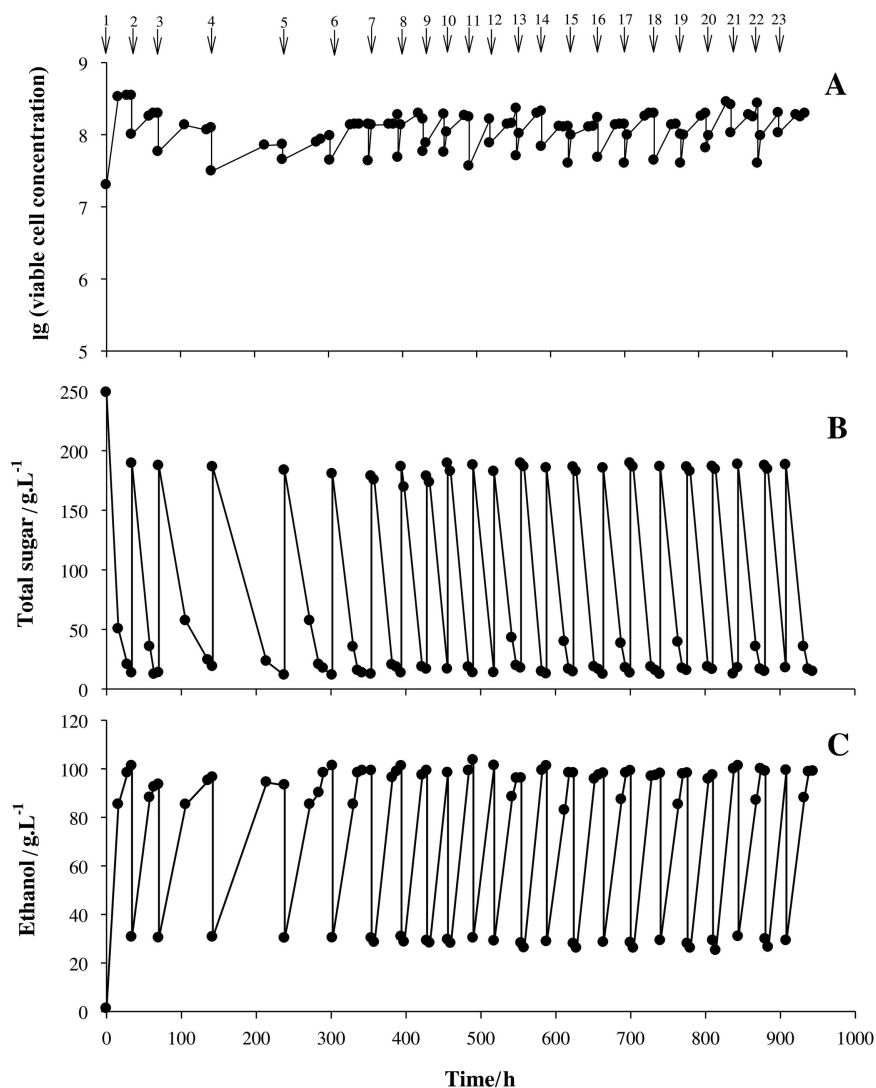 1 2 3 4 5 6 7 8 9 10 11 12 13 14 15 16 17 18 19 20 21 22 23
A
lg (viable cell concentration)
9
8
7
6
5
B
Total sugar / g.L-1
250
200
150
100
50
0
C
Ethanol / g.L-1
120
100
80
60
40
20
0
0 100 200 300 400 500 600 700 800 900 1000
Time/h